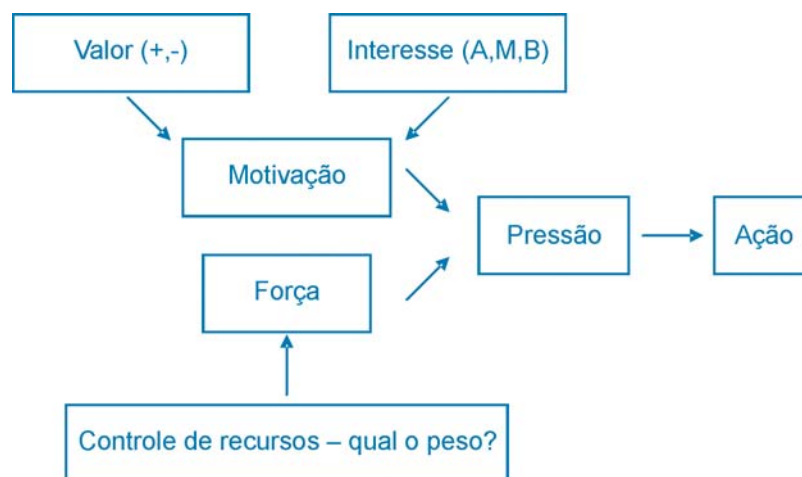 Valor (+,-)
Interesse (A,M,B)
Motivação
Pressão
Ação
Força
Controle de recursos – qual o peso?